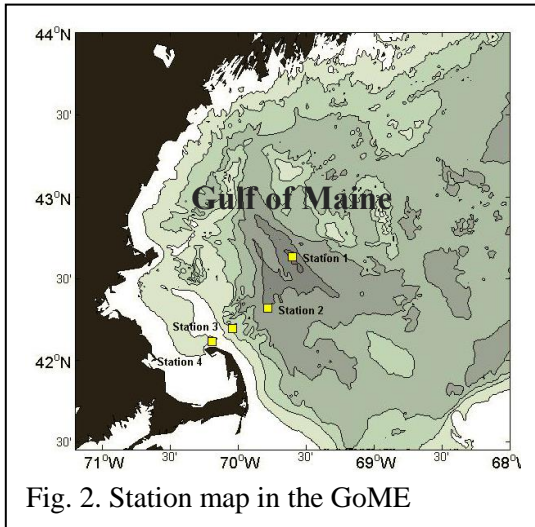 44°N
30'
43°N
Gulf of Maine
Station 1
30'
Station 2
Station 3
42°N
Station 4
30'
71°W 30' 70°W 30' 69°W 30' 68°W
Fig. 2. Station map in the GoME